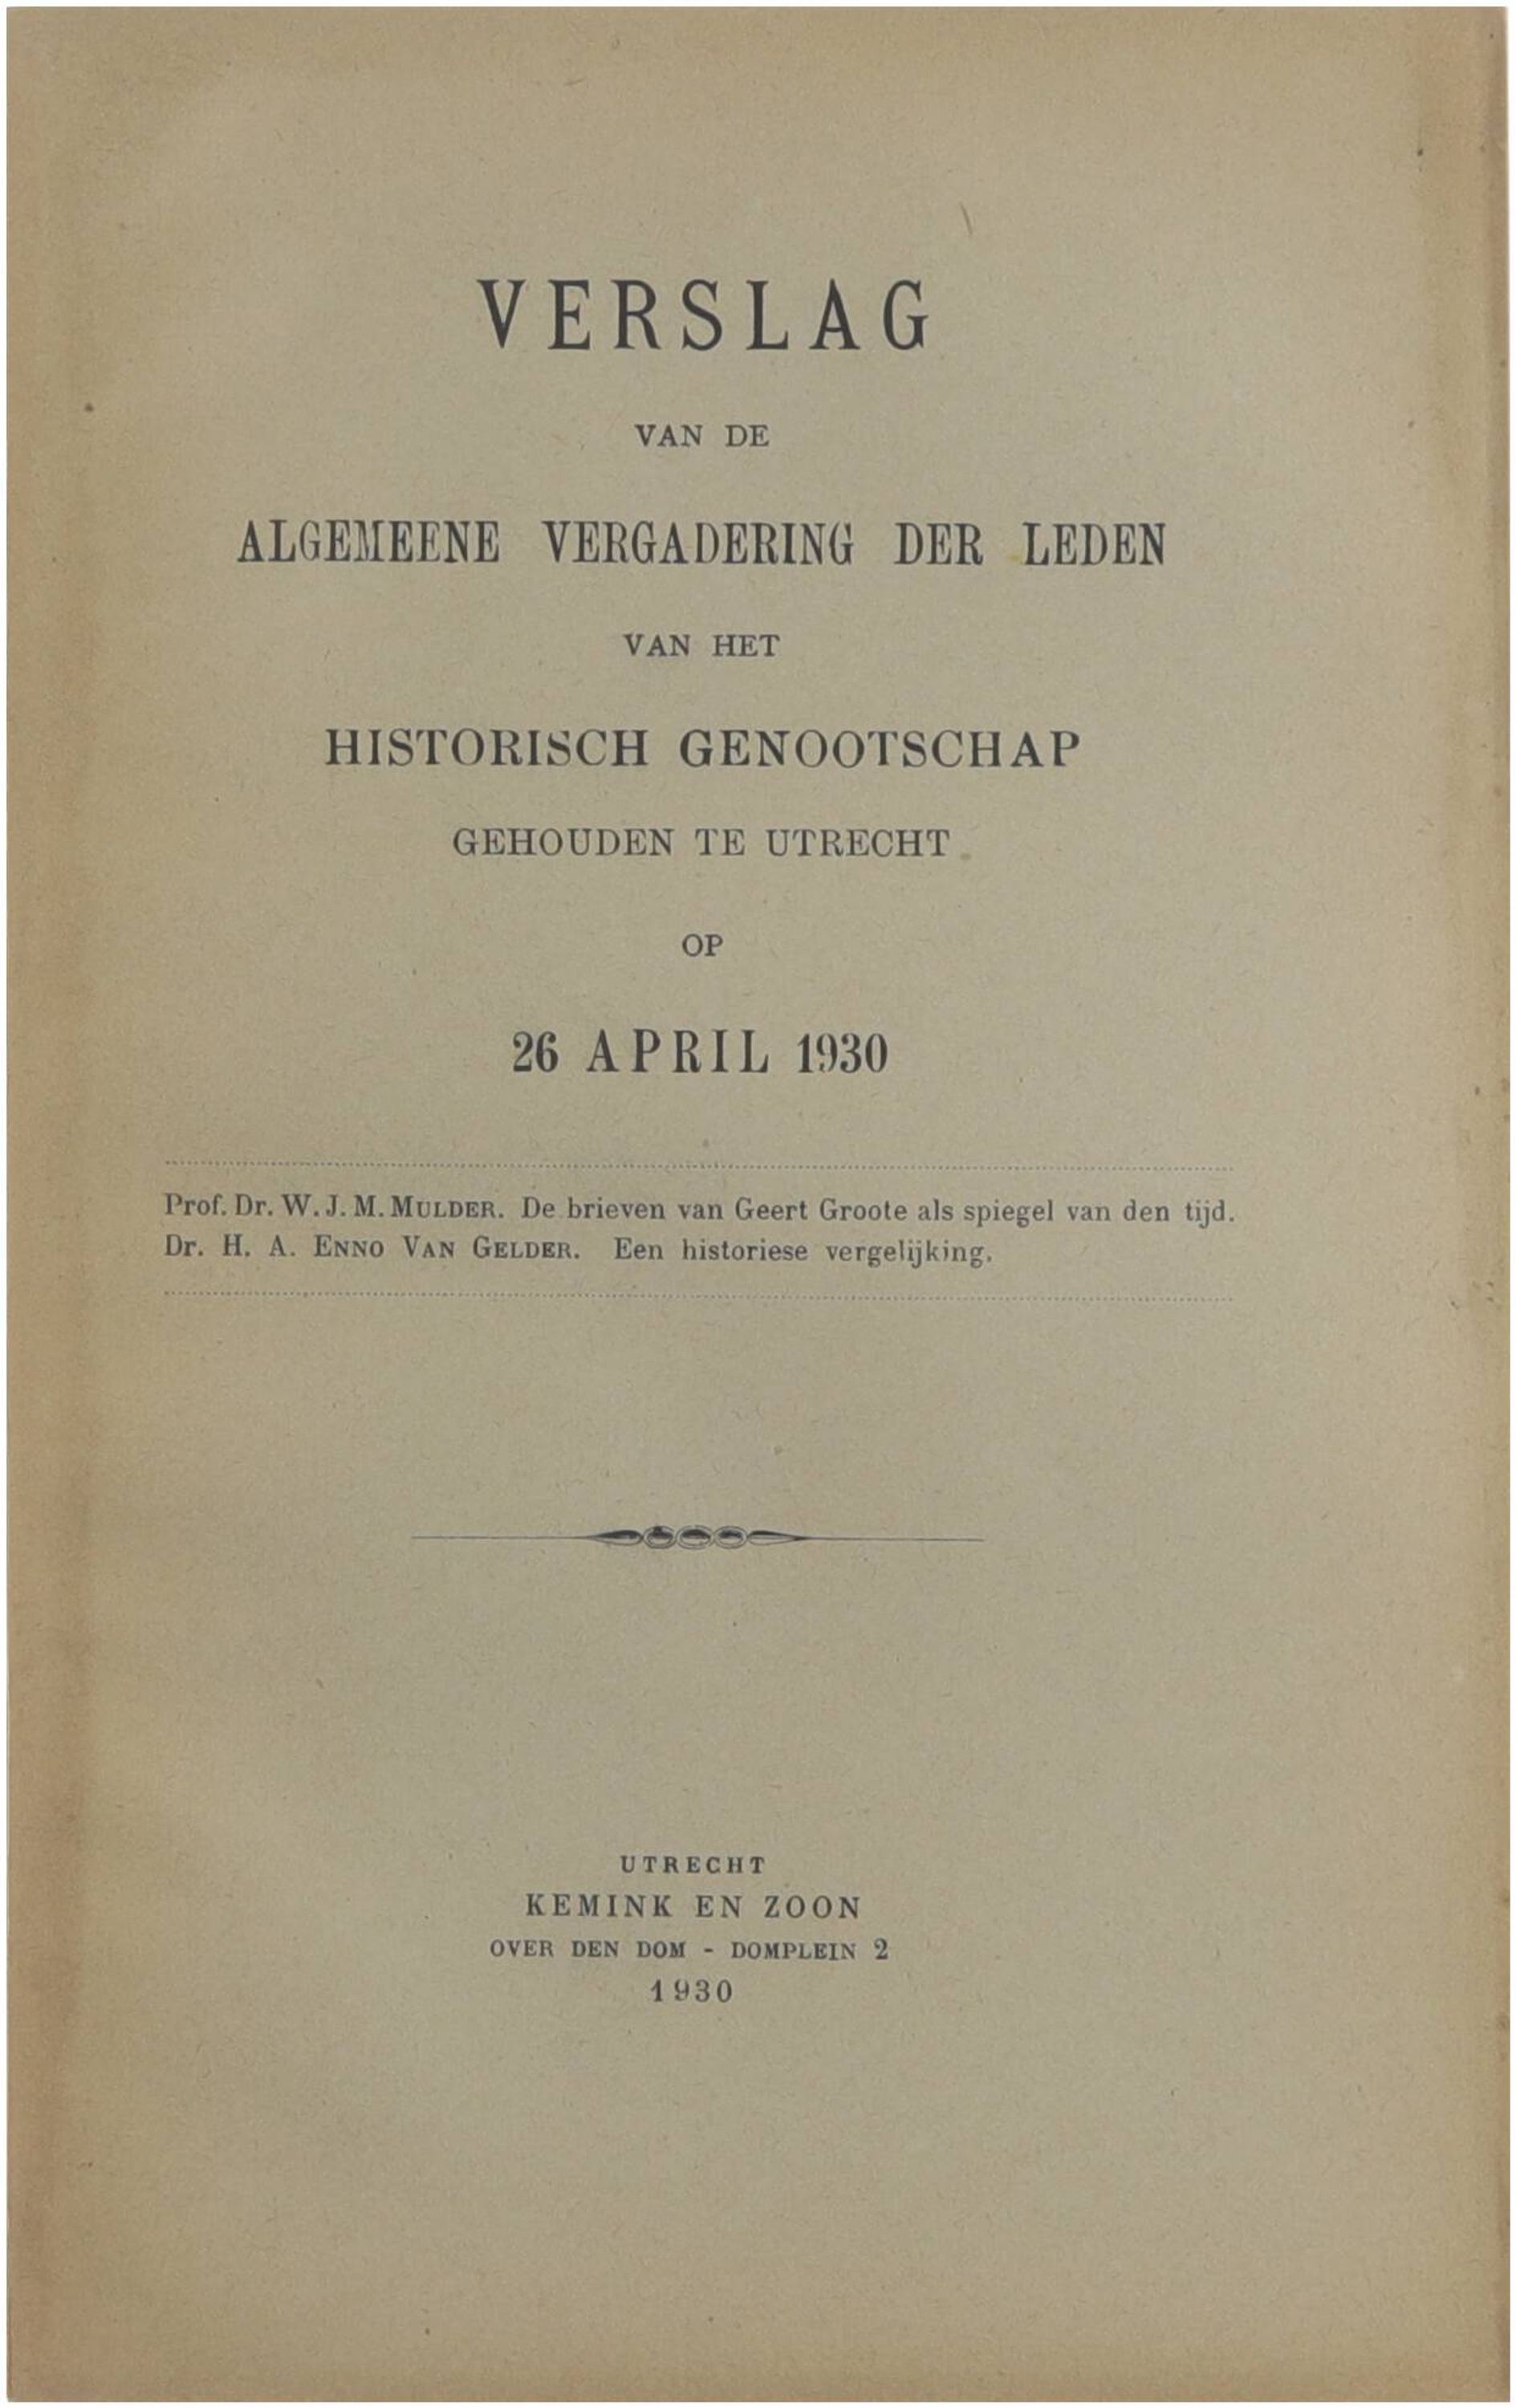 VERSLAG
VAN DE
ALGEMEENE VERGADERING DER LEDEN
VAN HET
HISTORISCH GENOOTSCHAP
GEHOUDEN TE UTRECHT
OP
26 APRIL 1930
Prof. Dr. W. J. M. MULDER. De brieven van Geert Groote als spiegel van den tijd.
Dr. H. A. ENNO VAN GELDER. Een historiese vergelijking.
UTRECHT
KEMINK EN ZOON
OVER DEN DOM - DOMPLEIN 2
1930